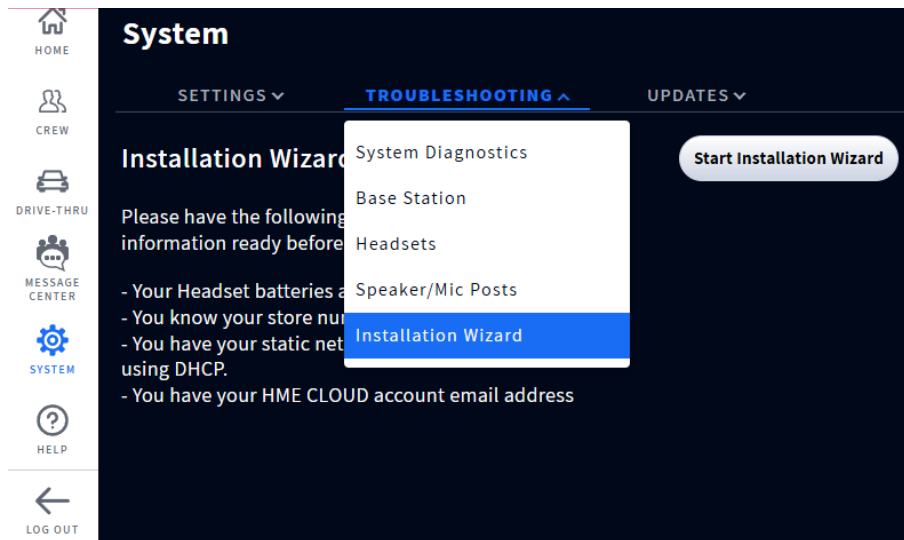 HOME
CREW
DRIVE-THRU
MESSAGE
CENTER
SYSTEM
HELP
LOG OUT
System
SETTINGS
TROUBLESHOOTING
UPDATES
Installation Wizard
Start Installation Wizard
Please have the following
information ready before
- Your Headset batteries
- You know your store
- You have your static
using DHCP.
- You have your HME CLOUD account email address
System Diagnostics
Base Station
Headsets
Speaker/Mic Posts
Installation Wizard